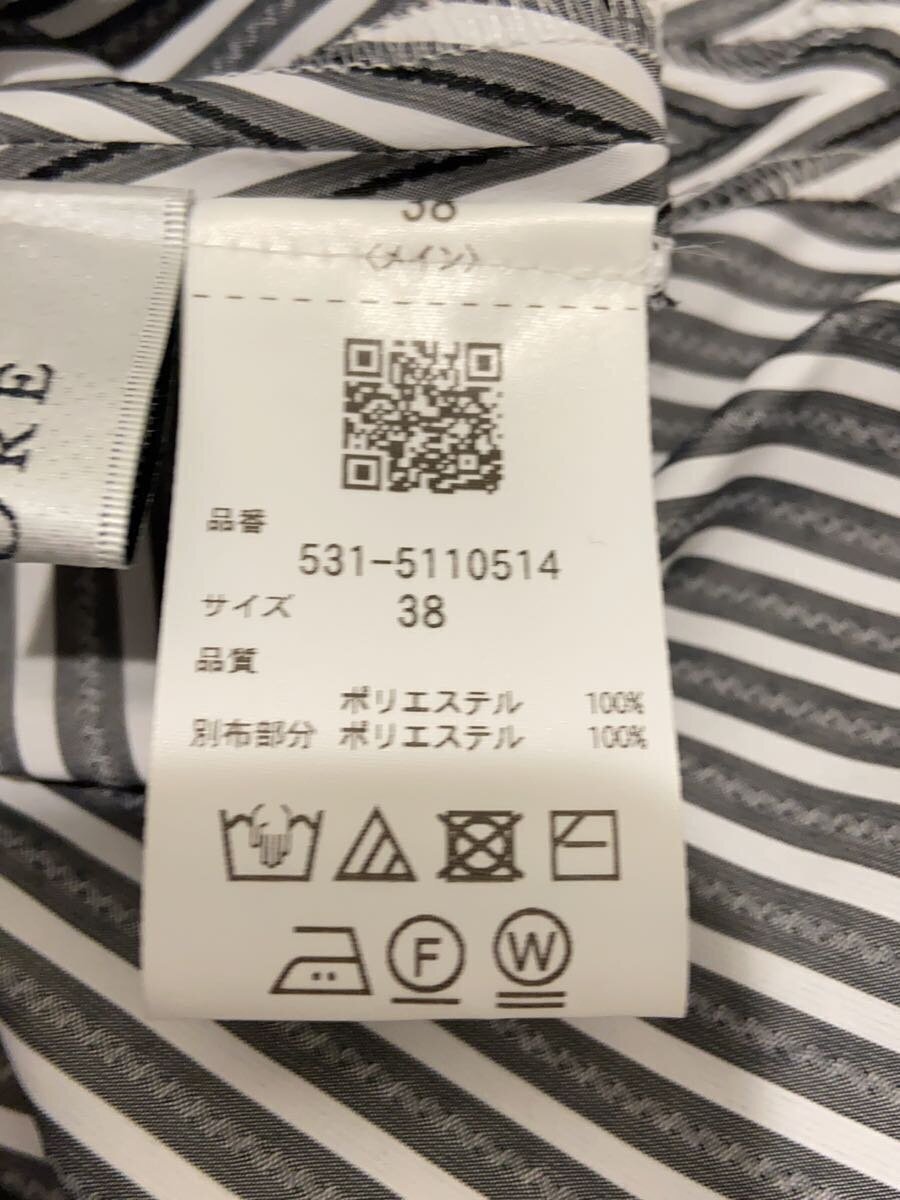 38
〈メイン〉
品番
531-5110514
サイズ 38
品質
ポリエステル 100%
別布部分 ポリエステル 100%
F W
RE